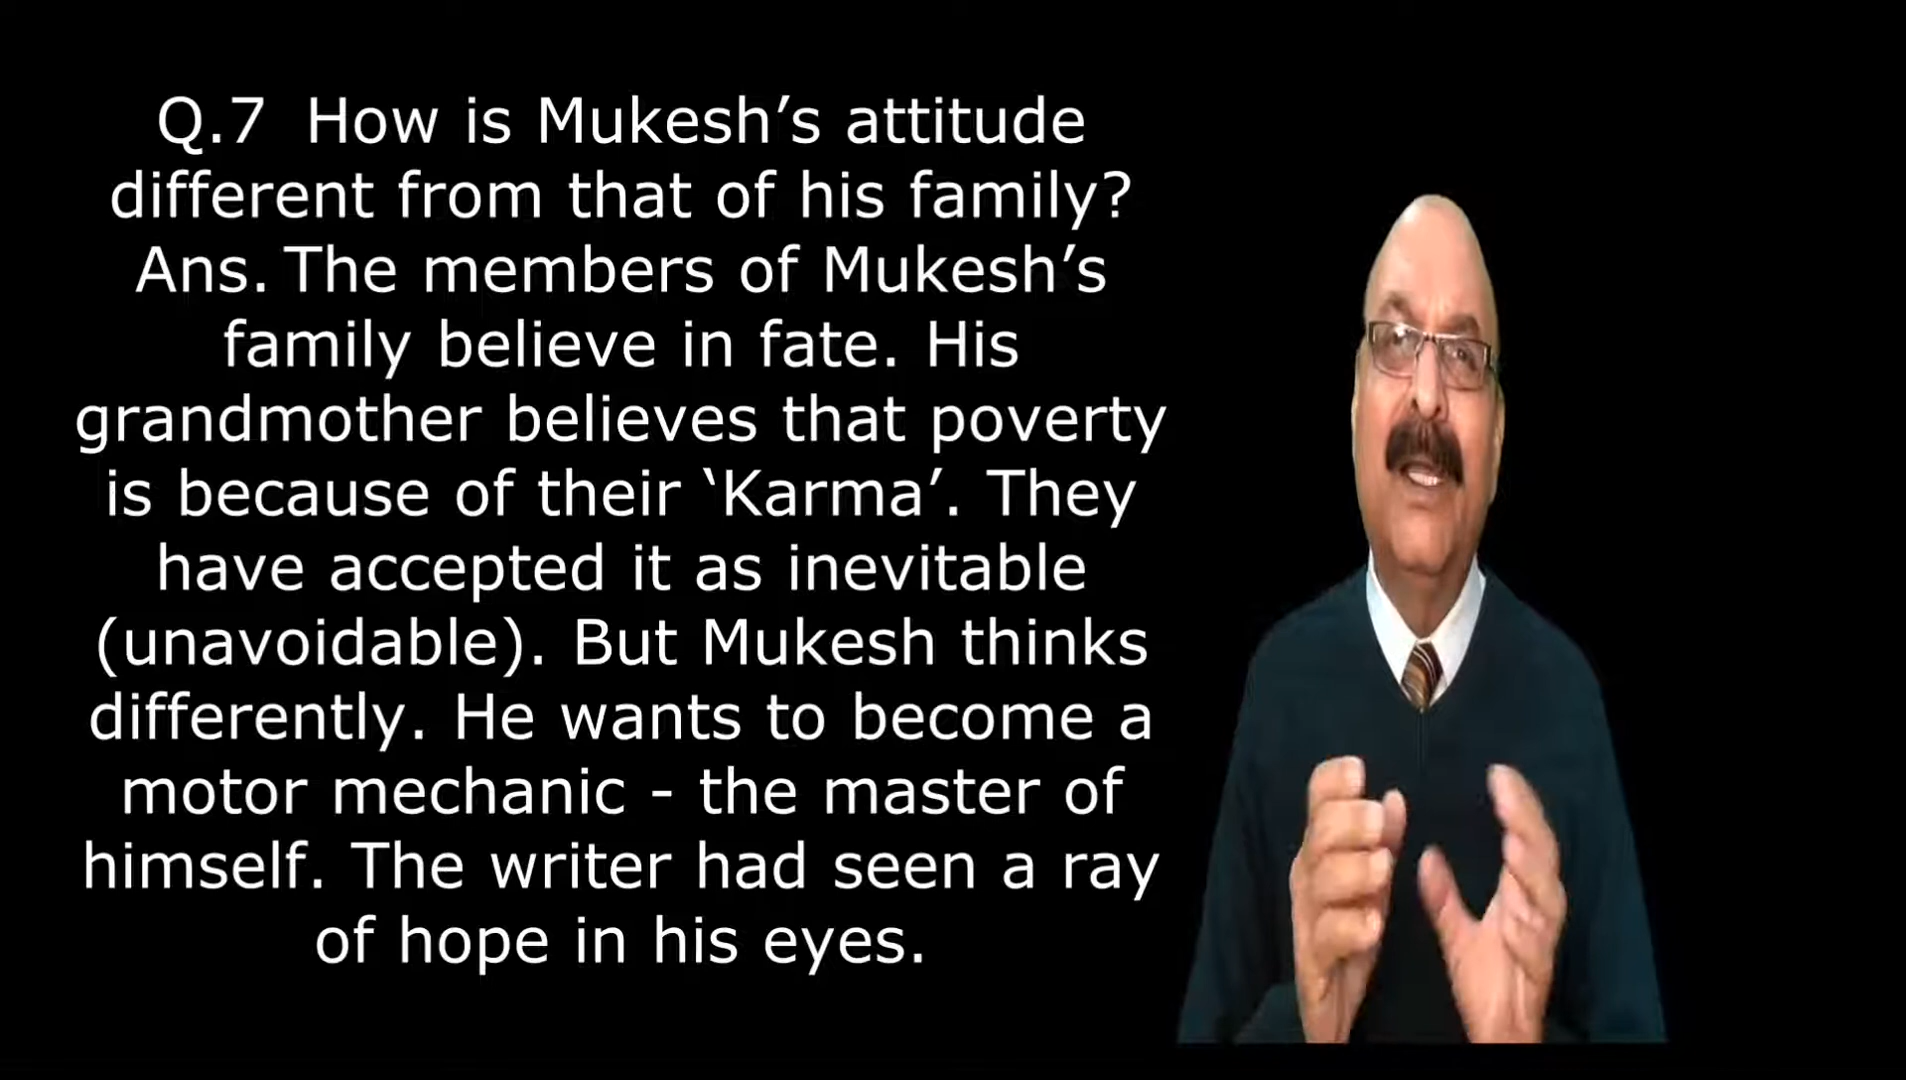 Q.7  How is Mukesh’s attitude
different from that of his family?
Ans. The members of Mukesh’s
family believe in fate. His
grandmother believes that poverty
is because of their ‘Karma’. They
have accepted it as inevitable
(unavoidable). But Mukesh thinks
differently. He wants to become a
motor mechanic - the master of
himself. The writer had seen a ray
of hope in his eyes.